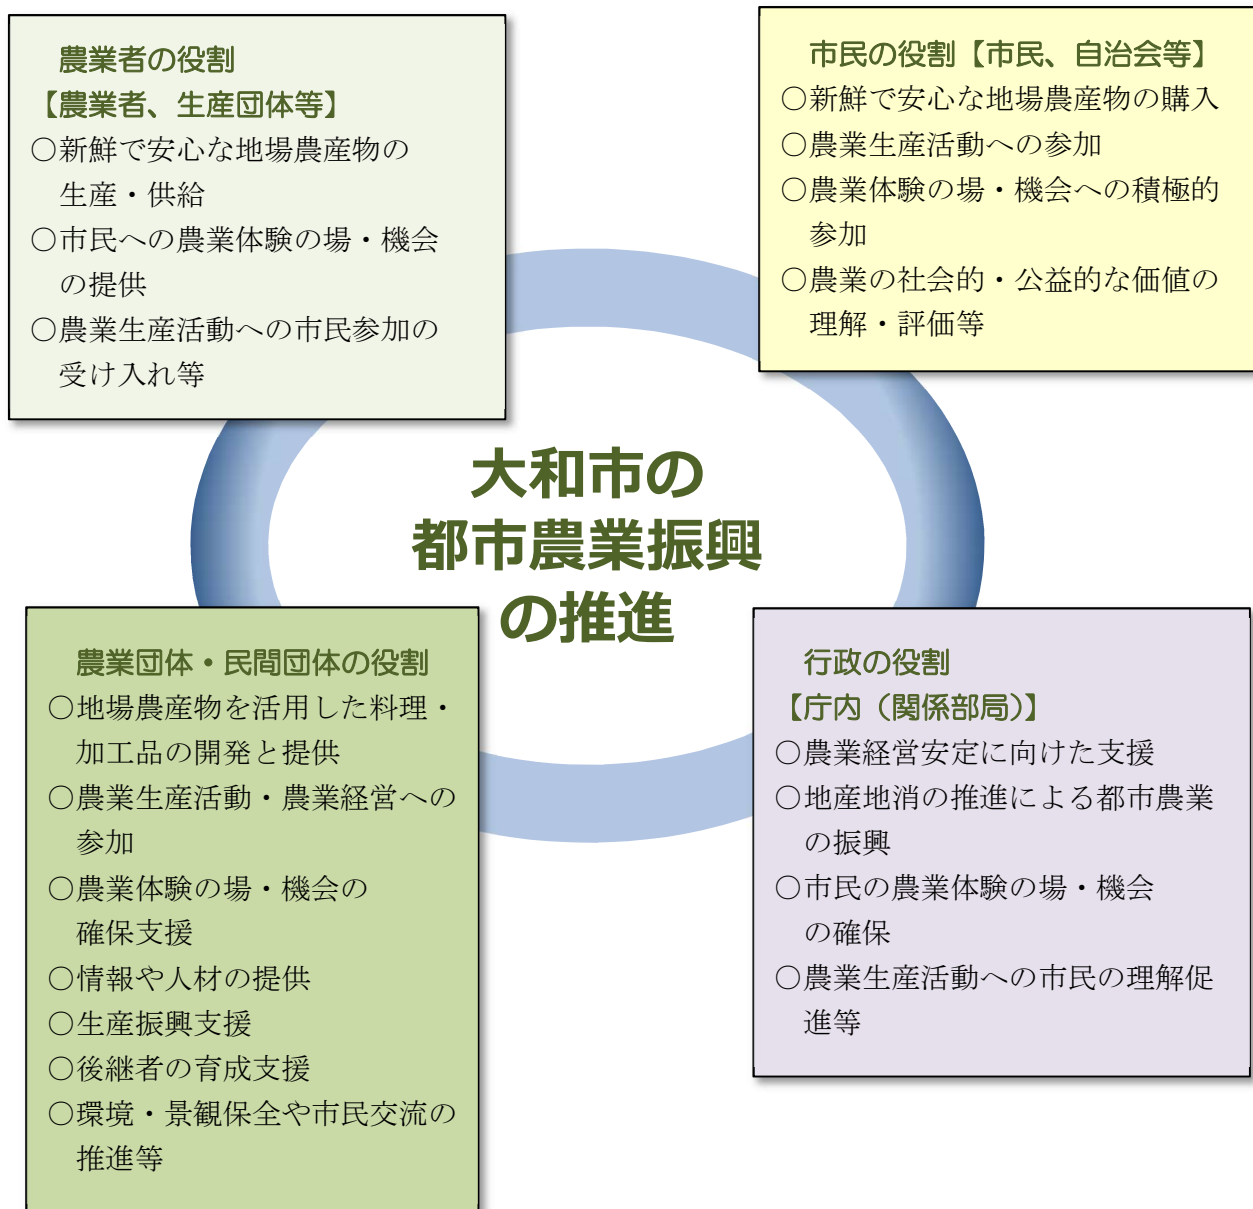 農業者の役割
【農業者、生産団体等】
○新鮮で安心な地場農産物の
生産・供給
○市民への農業体験の場・機会
の提供
○農業生産活動への市民参加の
受け入れ等
市民の役割【市民、自治会等】
○新鮮で安心な地場農産物の購入
○農業生産活動への参加
○農業体験の場・機会への積極的
参加
○農業の社会的・公益的な価値の
理解・評価等
大和市の
都市農業振興
の推進
農業団体・民間団体の役割
○地場農産物を活用した料理・
加工品の開発と提供
○農業生産活動・農業経営への
参加
○農業体験の場・機会の
確保支援
○情報や人材の提供
○生産振興支援
○後継者の育成支援
○環境・景観保全や市民交流の
推進等
行政の役割
【庁内（関係部局）】
○農業経営安定に向けた支援
○地産地消の推進による都市農業
の振興
○市民の農業体験の場・機会
の確保
○農業生産活動への市民の理解促
進等